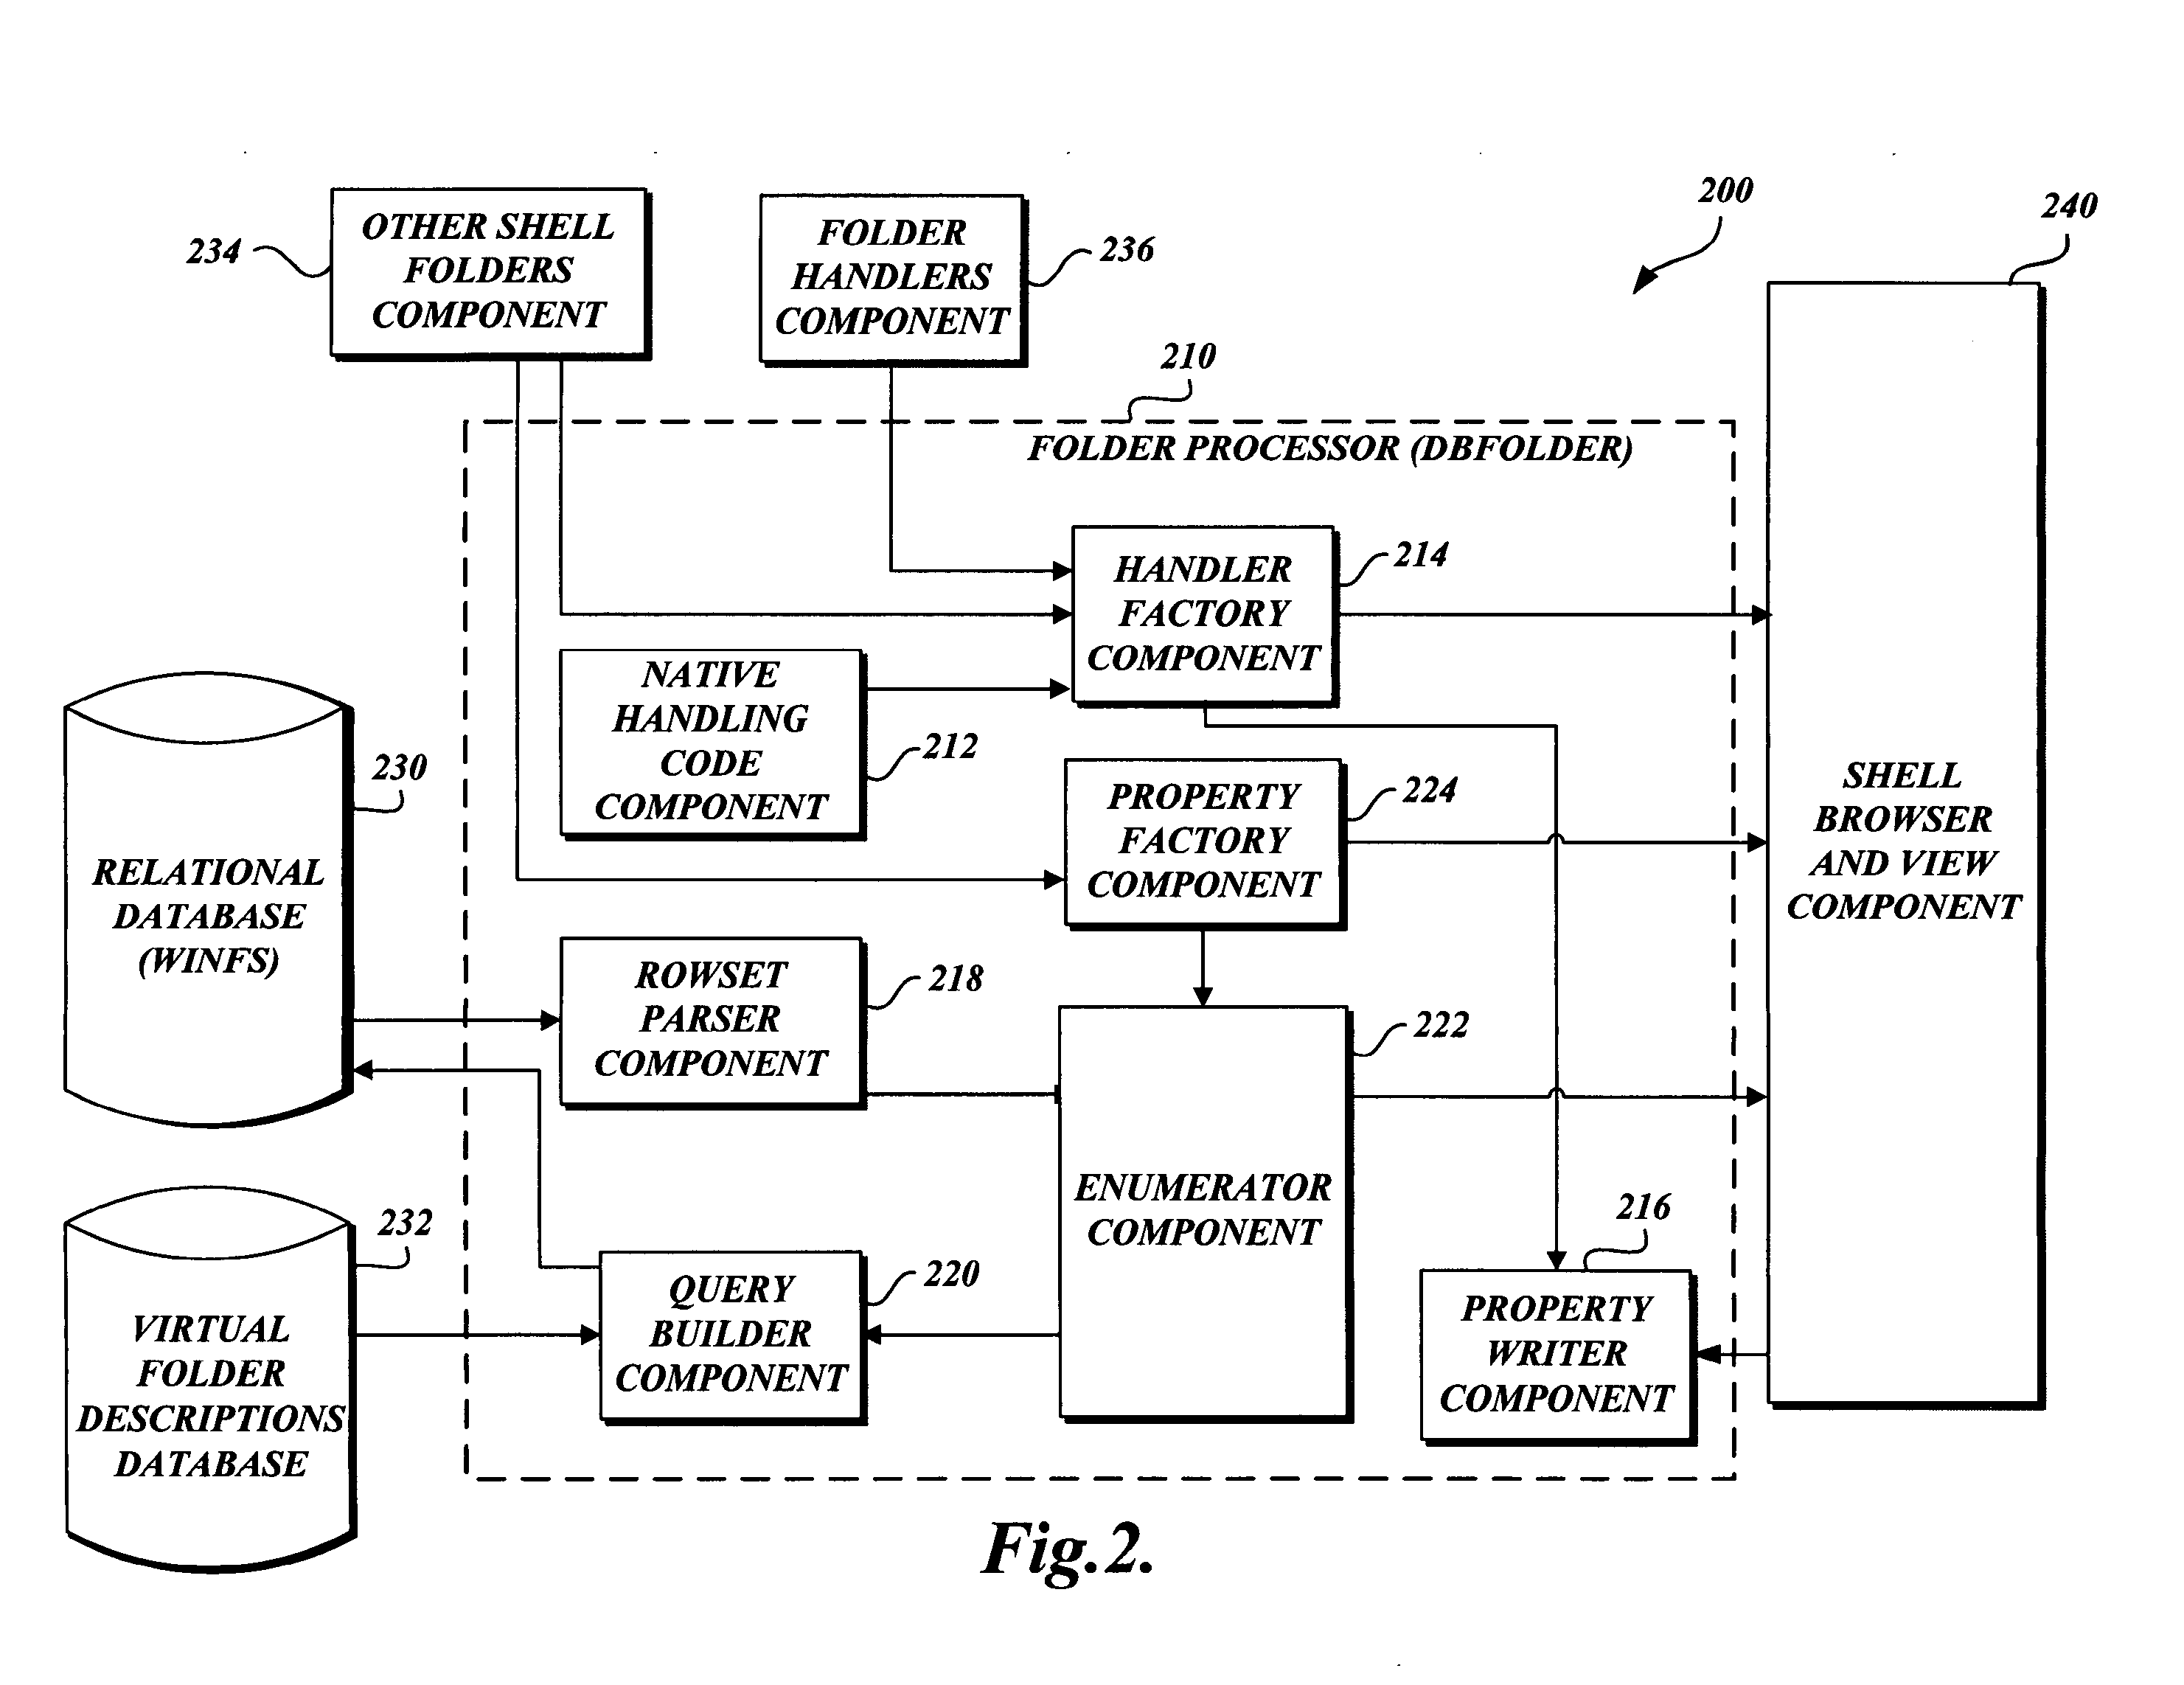 200
240
OTHER SHELL
FOLDERS
COMPONENT
234
FOLDER
HANDLERS
COMPONENT
236
210
FOLDER PROCESSOR (DBFOLDER)
HANDLER
FACTORY
COMPONENT
214
NATIVE
HANDLING
CODE
COMPONENT
212
PROPERTY
FACTORY
COMPONENT
224
SHELL
BROWSER
AND VIEW
COMPONENT
230
RELATIONAL
DATABASE
(WINFS)
ROWSET
PARSER
COMPONENT
218
222
ENUMERATOR
COMPONENT
232
VIRTUAL
FOLDER
DESCRIPTIONS
DATABASE
QUERY
BUILDER
COMPONENT
220
216
PROPERTY
WRITER
COMPONENT
Fig.2.